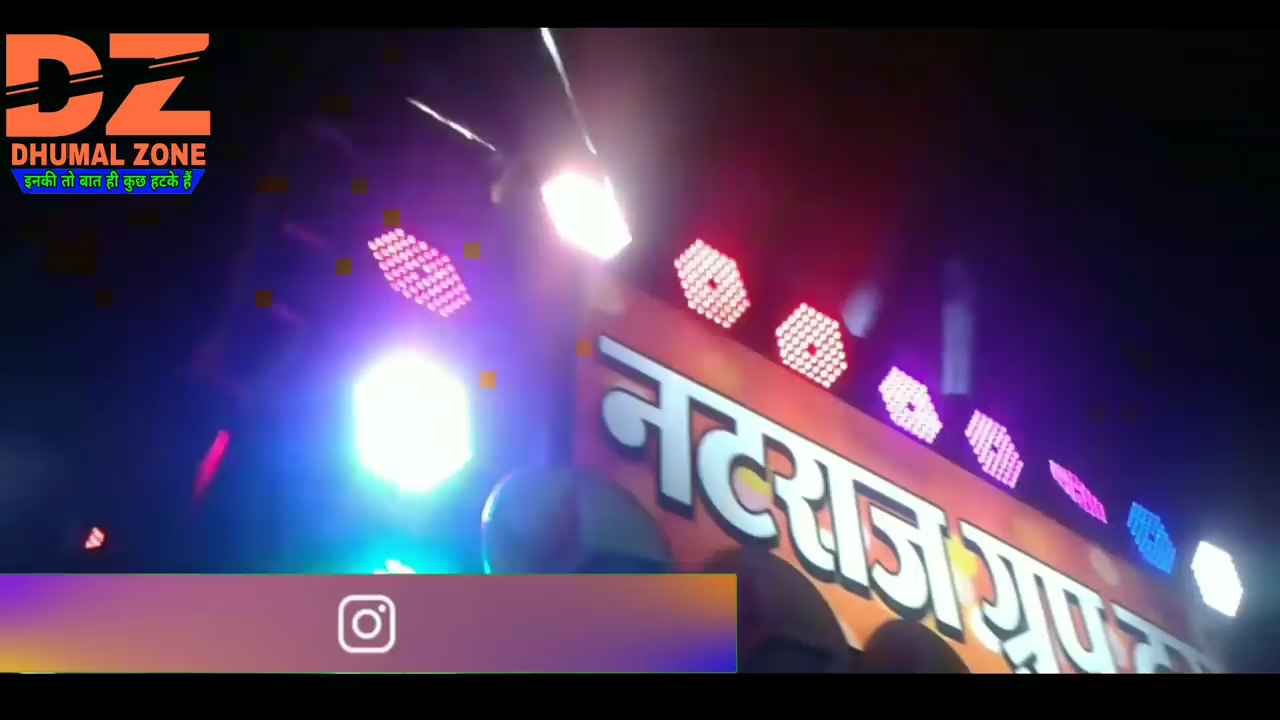 DZ
DHUMAL ZONE
इनकी तो बात ही कुछ हटके हैं
नटराज ग्रुप